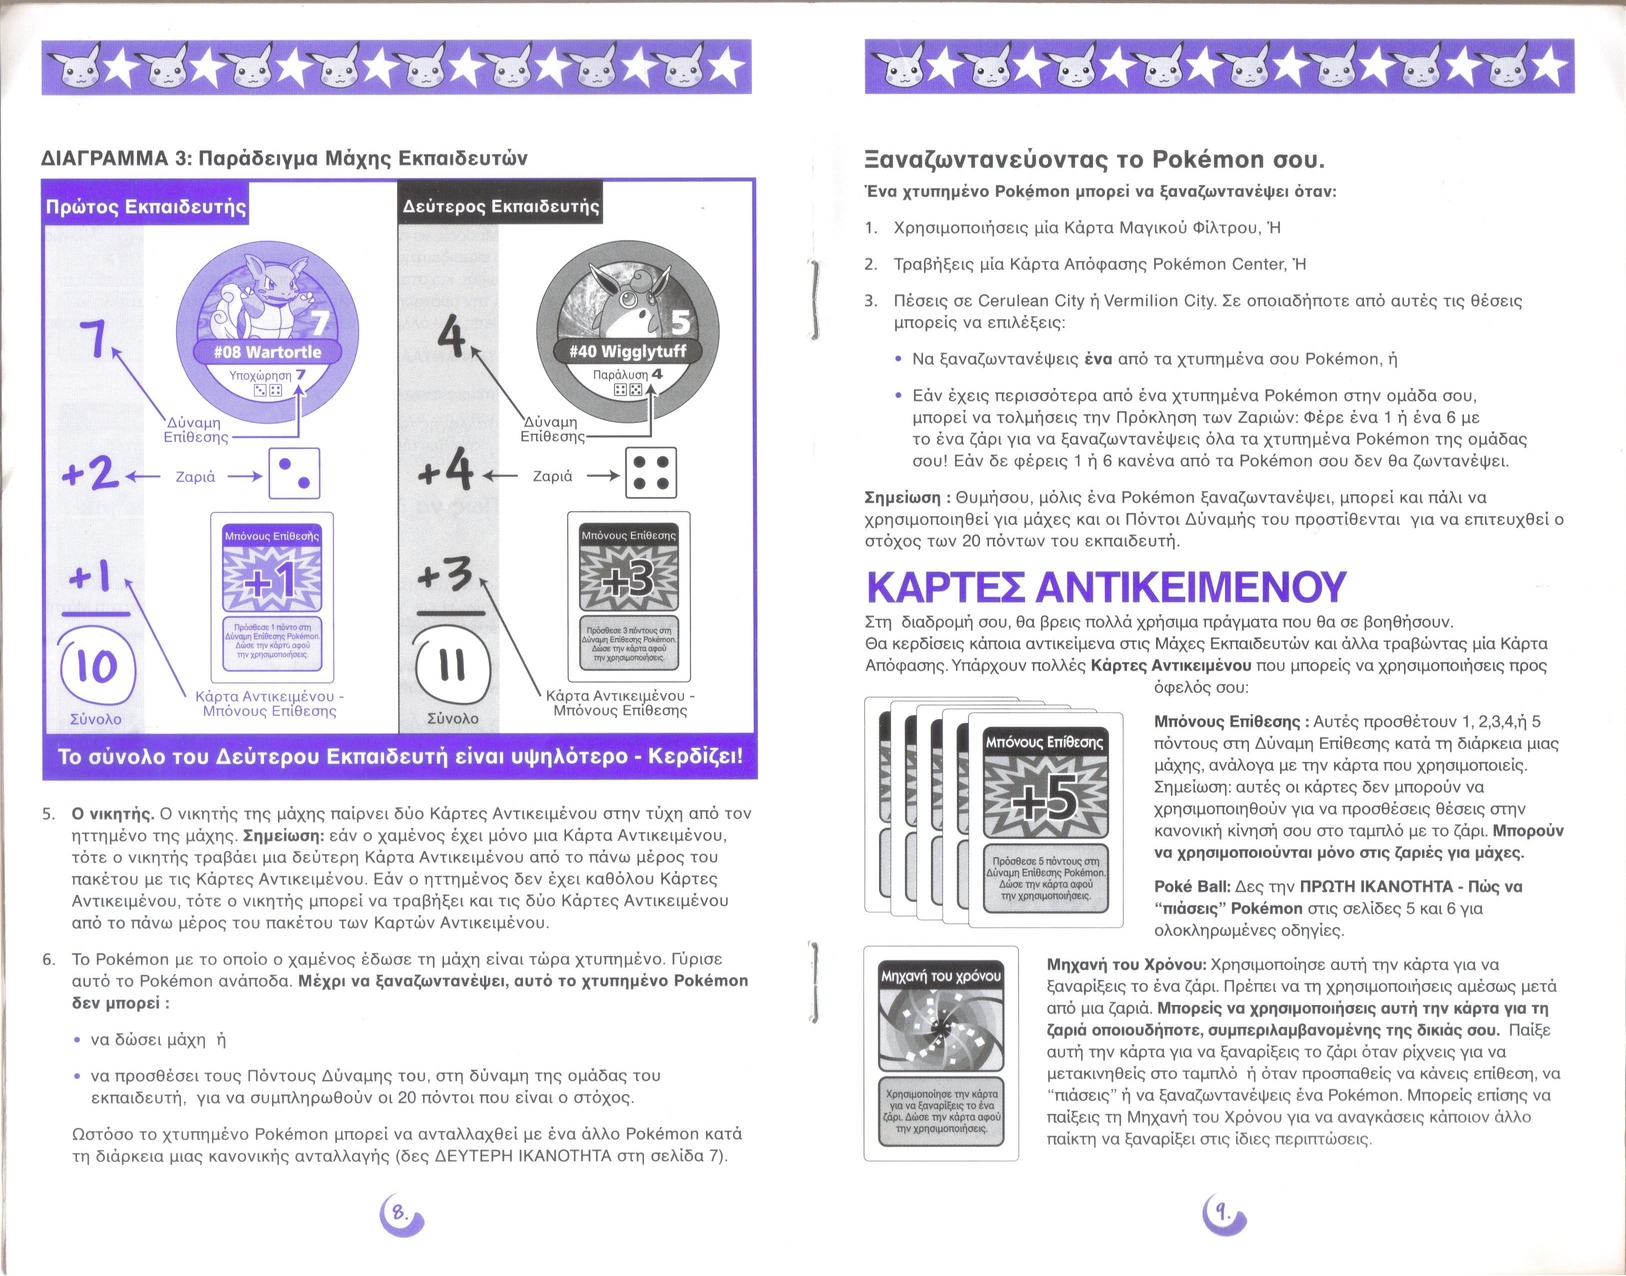 ΔΙΑΓΡΑΜΜΑ 3: Παράδειγμα Μάχης Εκπαιδευτών
Πρώτος Εκπαιδευτής
7
7
#08 Wartortle
Υποχώρηση 7
Δύναμη
Επίθεσης
+2
Ζαριά
+1
Μπόνους Επίθεσης
+1
Πρόσθεσε 1 πόντο στη
Δύναμη Επίθεσης Pokémon.
Δώσε την κάρτα αφού
την χρησιμοποιήσεις.
10
Σύνολο
Κάρτα Αντικειμένου -
Μπόνους Επίθεσης
Δεύτερος Εκπαιδευτής
4
5
#40 Wigglytuff
Παράλυση 4
Δύναμη
Επίθεσης
+4
Ζαριά
+3
Μπόνους Επίθεσης
+3
Πρόσθεσε 3 πόντους στη
Δύναμη Επίθεσης Pokémon.
Δώσε την κάρτα αφού
την χρησιμοποιήσεις.
11
Σύνολο
Κάρτα Αντικειμένου -
Μπόνους Επίθεσης
Το σύνολο του Δεύτερου Εκπαιδευτή είναι υψηλότερο - Κερδίζει!
5. Ο νικητής. Ο νικητής της μάχης παίρνει δύο Κάρτες Αντικειμένου στην τύχη από τον
ηττημένο της μάχης. Σημείωση: εάν ο χαμένος έχει μόνο μια Κάρτα Αντικειμένου,
τότε ο νικητής τραβάει μια δεύτερη Κάρτα Αντικειμένου από το πάνω μέρος του
πακέτου με τις Κάρτες Αντικειμένου. Εάν ο ηττημένος δεν έχει καθόλου Κάρτες
Αντικειμένου, τότε ο νικητής μπορεί να τραβήξει και τις δύο Κάρτες Αντικειμένου
από το πάνω μέρος του πακέτου των Καρτών Αντικειμένου.
6. Το Pokémon με το οποίο ο χαμένος έδωσε τη μάχη είναι τώρα χτυπημένο. Γύρισε
αυτό το Pokémon ανάποδα. Μέχρι να ξαναζωντανέψει, αυτό το χτυπημένο Pokémon
δεν μπορεί :
• να δώσει μάχη ή
• να προσθέσει τους Πόντους Δύναμης του, στη δύναμη της ομάδας του
εκπαιδευτή, για να συμπληρωθούν οι 20 πόντοι που είναι ο στόχος.
Ωστόσο το χτυπημένο Pokémon μπορεί να ανταλλαχθεί με ένα άλλο Pokémon κατά
τη διάρκεια μιας κανονικής ανταλλαγής (δες ΔΕΥΤΕΡΗ ΙΚΑΝΟΤΗΤΑ στη σελίδα 7).
8.
Ξαναζωντανεύοντας το Pokémon σου.
Ένα χτυπημένο Pokémon μπορεί να ξαναζωντανέψει όταν:
1. Χρησιμοποιήσεις μία Κάρτα Μαγικού Φίλτρου, Ή
2. Τραβήξεις μία Κάρτα Απόφασης Pokémon Center, Ή
3. Πέσεις σε Cerulean City ή Vermilion City. Σε οποιαδήποτε από αυτές τις θέσεις
μπορείς να επιλέξεις:
• Να ξαναζωντανέψεις ένα από τα χτυπημένα σου Pokémon, ή
• Εάν έχεις περισσότερα από ένα χτυπημένα Pokémon στην ομάδα σου,
μπορεί να τολμήσεις την Πρόκληση των Ζαριών: Φέρε ένα 1 ή ένα 6 με
το ένα ζάρι για να ξαναζωντανέψεις όλα τα χτυπημένα Pokémon της ομάδας
σου! Εάν δε φέρεις 1 ή 6 κανένα από τα Pokémon σου δεν θα ζωντανέψει.
Σημείωση : Θυμήσου, μόλις ένα Pokémon ξαναζωντανέψει, μπορεί και πάλι να
χρησιμοποιηθεί για μάχες και οι Πόντοι Δύναμής του προστίθενται για να επιτευχθεί ο
στόχος των 20 πόντων του εκπαιδευτή.
ΚΑΡΤΕΣ ΑΝΤΙΚΕΙΜΕΝΟΥ
Στη διαδρομή σου, θα βρεις πολλά χρήσιμα πράγματα που θα σε βοηθήσουν.
Θα κερδίσεις κάποια αντικείμενα στις Μάχες Εκπαιδευτών και άλλα τραβώντας μία Κάρτα
Απόφασης. Υπάρχουν πολλές Κάρτες Αντικειμένου που μπορείς να χρησιμοποιήσεις προς
όφελός σου:
Μπόνους Επίθεσης
+5
Πρόσθεσε 5 πόντους στη
Δύναμη Επίθεσης Pokémon.
Δώσε την κάρτα αφού
την χρησιμοποιήσεις.
Μπόνους Επίθεσης : Αυτές προσθέτουν 1, 2,3,4,ή 5
πόντους στη Δύναμη Επίθεσης κατά τη διάρκεια μιας
μάχης, ανάλογα με την κάρτα που χρησιμοποιείς.
Σημείωση: αυτές οι κάρτες δεν μπορούν να
χρησιμοποιηθούν για να προσθέσεις θέσεις στην
κανονική κίνησή σου στο ταμπλό με το ζάρι. Μπορούν
να χρησιμοποιούνται μόνο στις ζαριές για μάχες.
Poké Ball: Δες την ΠΡΩΤΗ ΙΚΑΝΟΤΗΤΑ - Πώς να
“πιάσεις” Pokémon στις σελίδες 5 και 6 για
ολοκληρωμένες οδηγίες.
Μηχανή του χρόνου
Χρησιμοποίησε την κάρτα
για να ξαναρίξεις το ένα
ζάρι. Δώσε την κάρτα αφού
την χρησιμοποιήσεις.
Μηχανή του Χρόνου: Χρησιμοποίησε αυτή την κάρτα για να
ξαναρίξεις το ένα ζάρι. Πρέπει να τη χρησιμοποιήσεις αμέσως μετά
από μια ζαριά. Μπορείς να χρησιμοποιήσεις αυτή την κάρτα για τη
ζαριά οποιουδήποτε, συμπεριλαμβανομένης της δικιάς σου. Παίξε
αυτή την κάρτα για να ξαναρίξεις το ζάρι όταν ρίχνεις για να
μετακινηθείς στο ταμπλό ή όταν προσπαθείς να κάνεις επίθεση, να
“πιάσεις” ή να ξαναζωντανέψεις ένα Pokémon. Μπορείς επίσης να
παίξεις τη Μηχανή του Χρόνου για να αναγκάσεις κάποιον άλλο
παίκτη να ξαναρίξει στις ίδιες περιπτώσεις.
9.